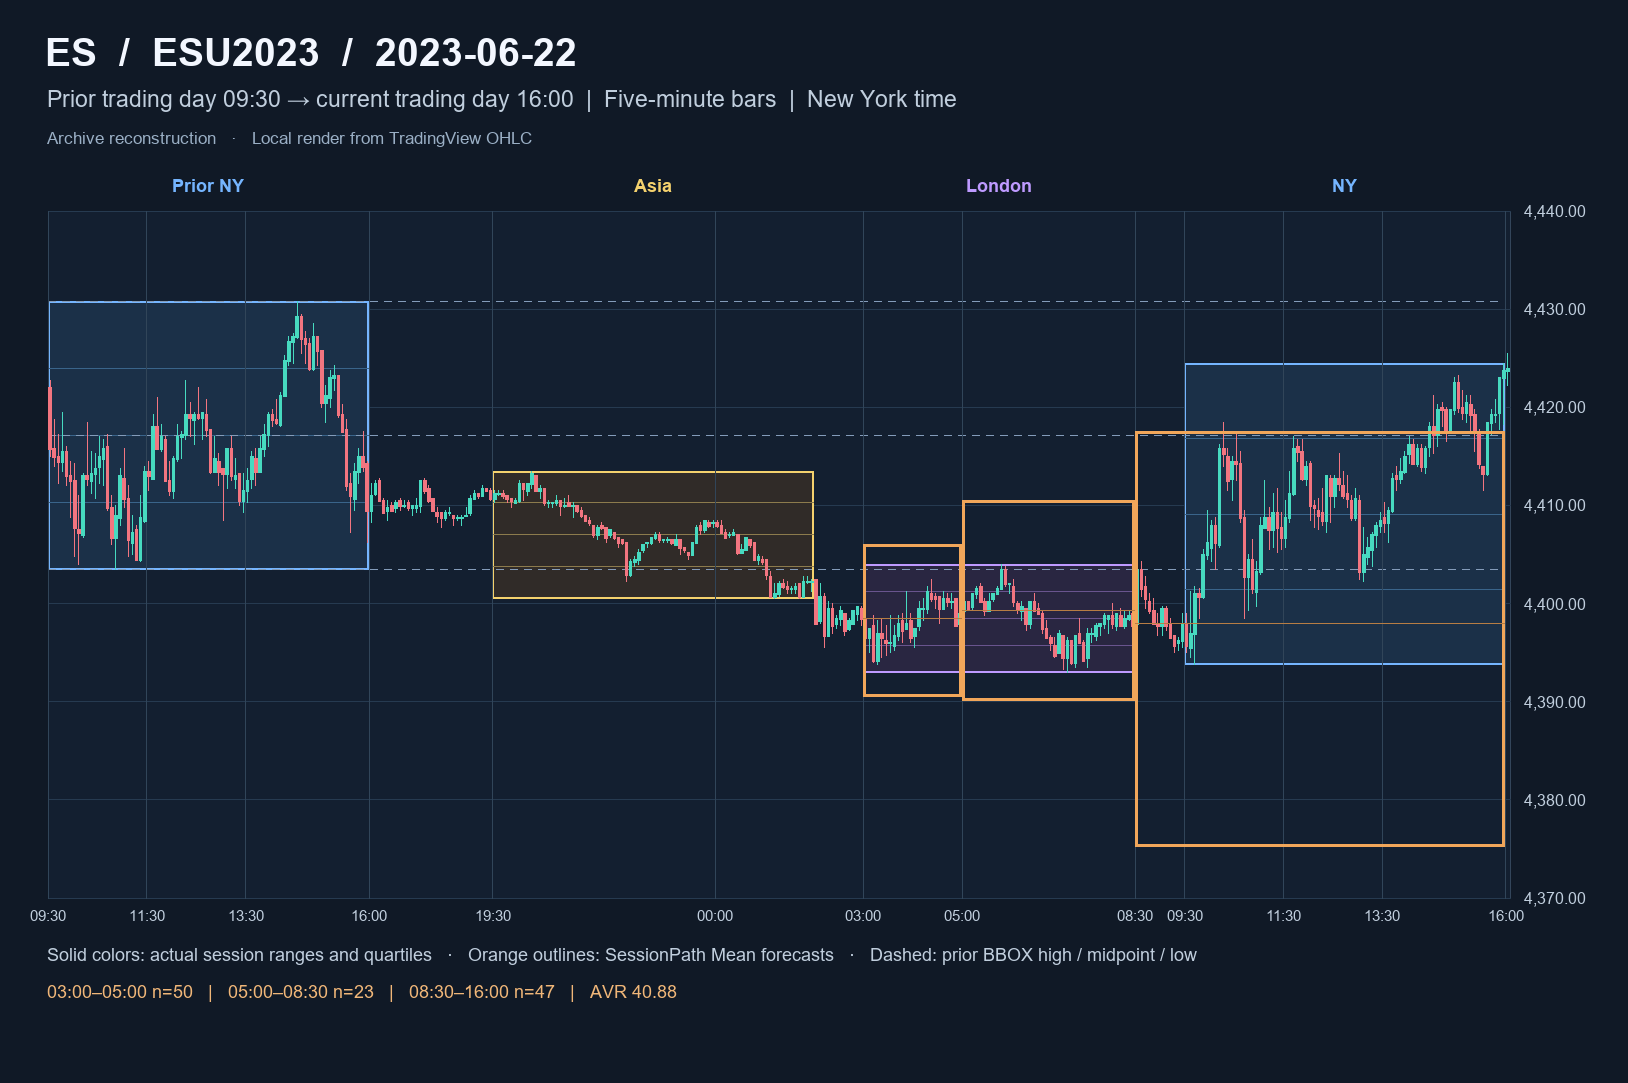 ES / ESU2023 / 2023-06-22
Prior trading day 09:30 → current trading day 16:00 | Five-minute bars | New York time
Archive reconstruction · Local render from TradingView OHLC
Prior NY Asia London NY
4,440.00
4,430.00
4,420.00
4,410.00
4,400.00
4,390.00
4,380.00
4,370.00
09:30 11:30 13:30 16:00 19:30 00:00 03:00 05:00 08:30 09:30 11:30 13:30 16:00
Solid colors: actual session ranges and quartiles · Orange outlines: SessionPath Mean forecasts · Dashed: prior BBOX high / midpoint / low
03:00–05:00 n=50 | 05:00–08:30 n=23 | 08:30–16:00 n=47 | AVR 40.88